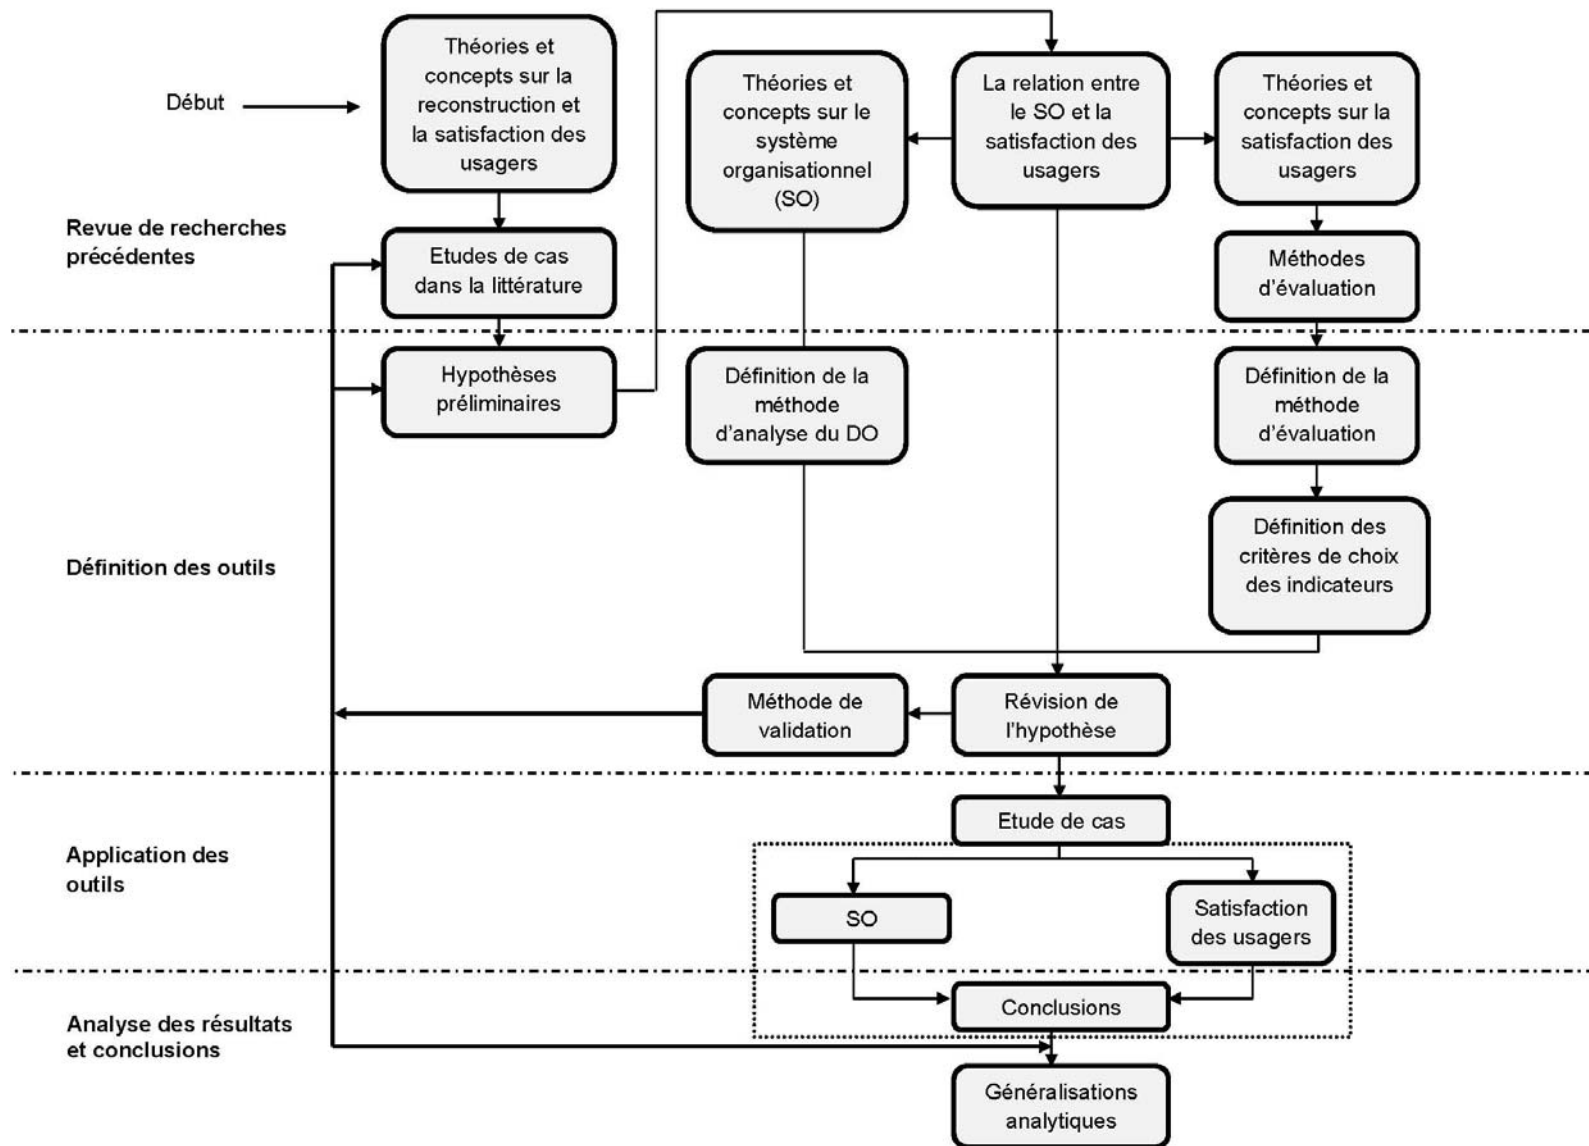 Début
Théories et
concepts sur la
reconstruction et
la satisfaction des
usagers
Théories et
concepts sur le
système
organisationnel
(SO)
La relation entre
le SO et la
satisfaction des
usagers
Théories et
concepts sur la
satisfaction des
usagers
Revue de recherches
précédentes
Etudes de cas
dans la littérature
Méthodes
d'évaluation
Hypothèses
préliminaires
Définition de la
méthode
d'analyse du DO
Définition de la
méthode
d'évaluation
Définition des outils
Définition des
critères de choix
des indicateurs
Méthode de
validation
Révision de
l'hypothèse
Application des
outils
Etude de cas
SO
Satisfaction
des usagers
Analyse des résultats
et conclusions
Conclusions
Généralisations
analytiques